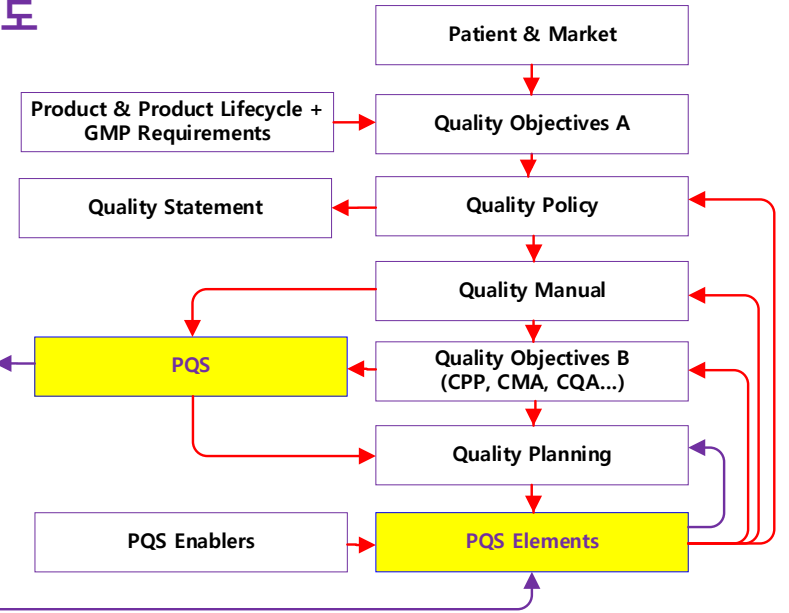 도
Patient & Market
Product & Product Lifecycle +
GMP Requirements
Quality Objectives A
Quality Statement
Quality Policy
Quality Manual
PQS
Quality Objectives B
(CPP, CMA, CQA...)
Quality Planning
PQS Enablers
PQS Elements